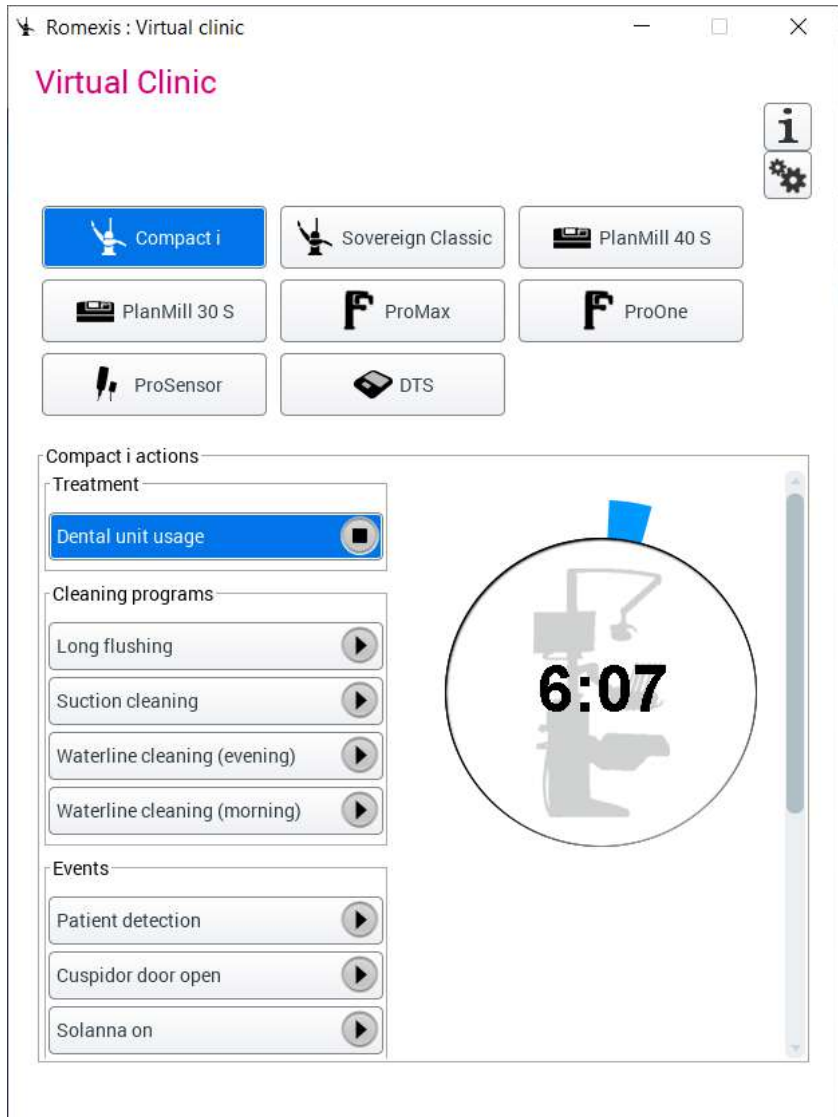 Romexis : Virtual clinic
Virtual Clinic
i
Compact i
Sovereign Classic
PlanMill 40 S
PlanMill 30 S
ProMax
ProOne
ProSensor
DTS
Compact i actions
Treatment
Dental unit usage
Cleaning programs
Long flushing
Suction cleaning
Waterline cleaning (evening)
Waterline cleaning (morning)
Events
Patient detection
Cuspidor door open
Solanna on
6:07